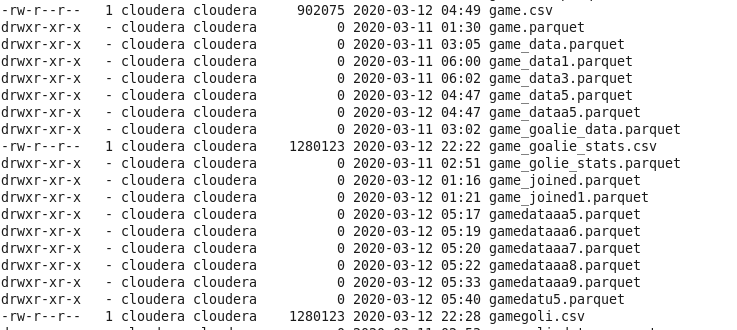 -rw-r--r-- 1 cloudera cloudera 902075 2020-03-12 04:49 game.csv
drwxr-xr-x - cloudera cloudera 0 2020-03-11 01:30 game.parquet
drwxr-xr-x - cloudera cloudera 0 2020-03-11 03:05 game_data.parquet
drwxr-xr-x - cloudera cloudera 0 2020-03-11 06:00 game_data1.parquet
drwxr-xr-x - cloudera cloudera 0 2020-03-11 06:02 game_data3.parquet
drwxr-xr-x - cloudera cloudera 0 2020-03-12 04:47 game_data5.parquet
drwxr-xr-x - cloudera cloudera 0 2020-03-12 04:47 game_dataa5.parquet
drwxr-xr-x - cloudera cloudera 0 2020-03-11 03:02 game_goalie_data.parquet
-rw-r--r-- 1 cloudera cloudera 1280123 2020-03-12 22:22 game_goalie_stats.csv
drwxr-xr-x - cloudera cloudera 0 2020-03-11 02:51 game_golie_stats.parquet
drwxr-xr-x - cloudera cloudera 0 2020-03-12 01:16 game_joined.parquet
drwxr-xr-x - cloudera cloudera 0 2020-03-12 01:21 game_joined1.parquet
drwxr-xr-x - cloudera cloudera 0 2020-03-12 05:17 gamedataaa5.parquet
drwxr-xr-x - cloudera cloudera 0 2020-03-12 05:19 gamedataaa6.parquet
drwxr-xr-x - cloudera cloudera 0 2020-03-12 05:20 gamedataaa7.parquet
drwxr-xr-x - cloudera cloudera 0 2020-03-12 05:22 gamedataaa8.parquet
drwxr-xr-x - cloudera cloudera 0 2020-03-12 05:33 gamedataaa9.parquet
drwxr-xr-x - cloudera cloudera 0 2020-03-12 05:40 gamedatu5.parquet
-rw-r--r-- 1 cloudera cloudera 1280123 2020-03-12 22:28 gamegoli.csv